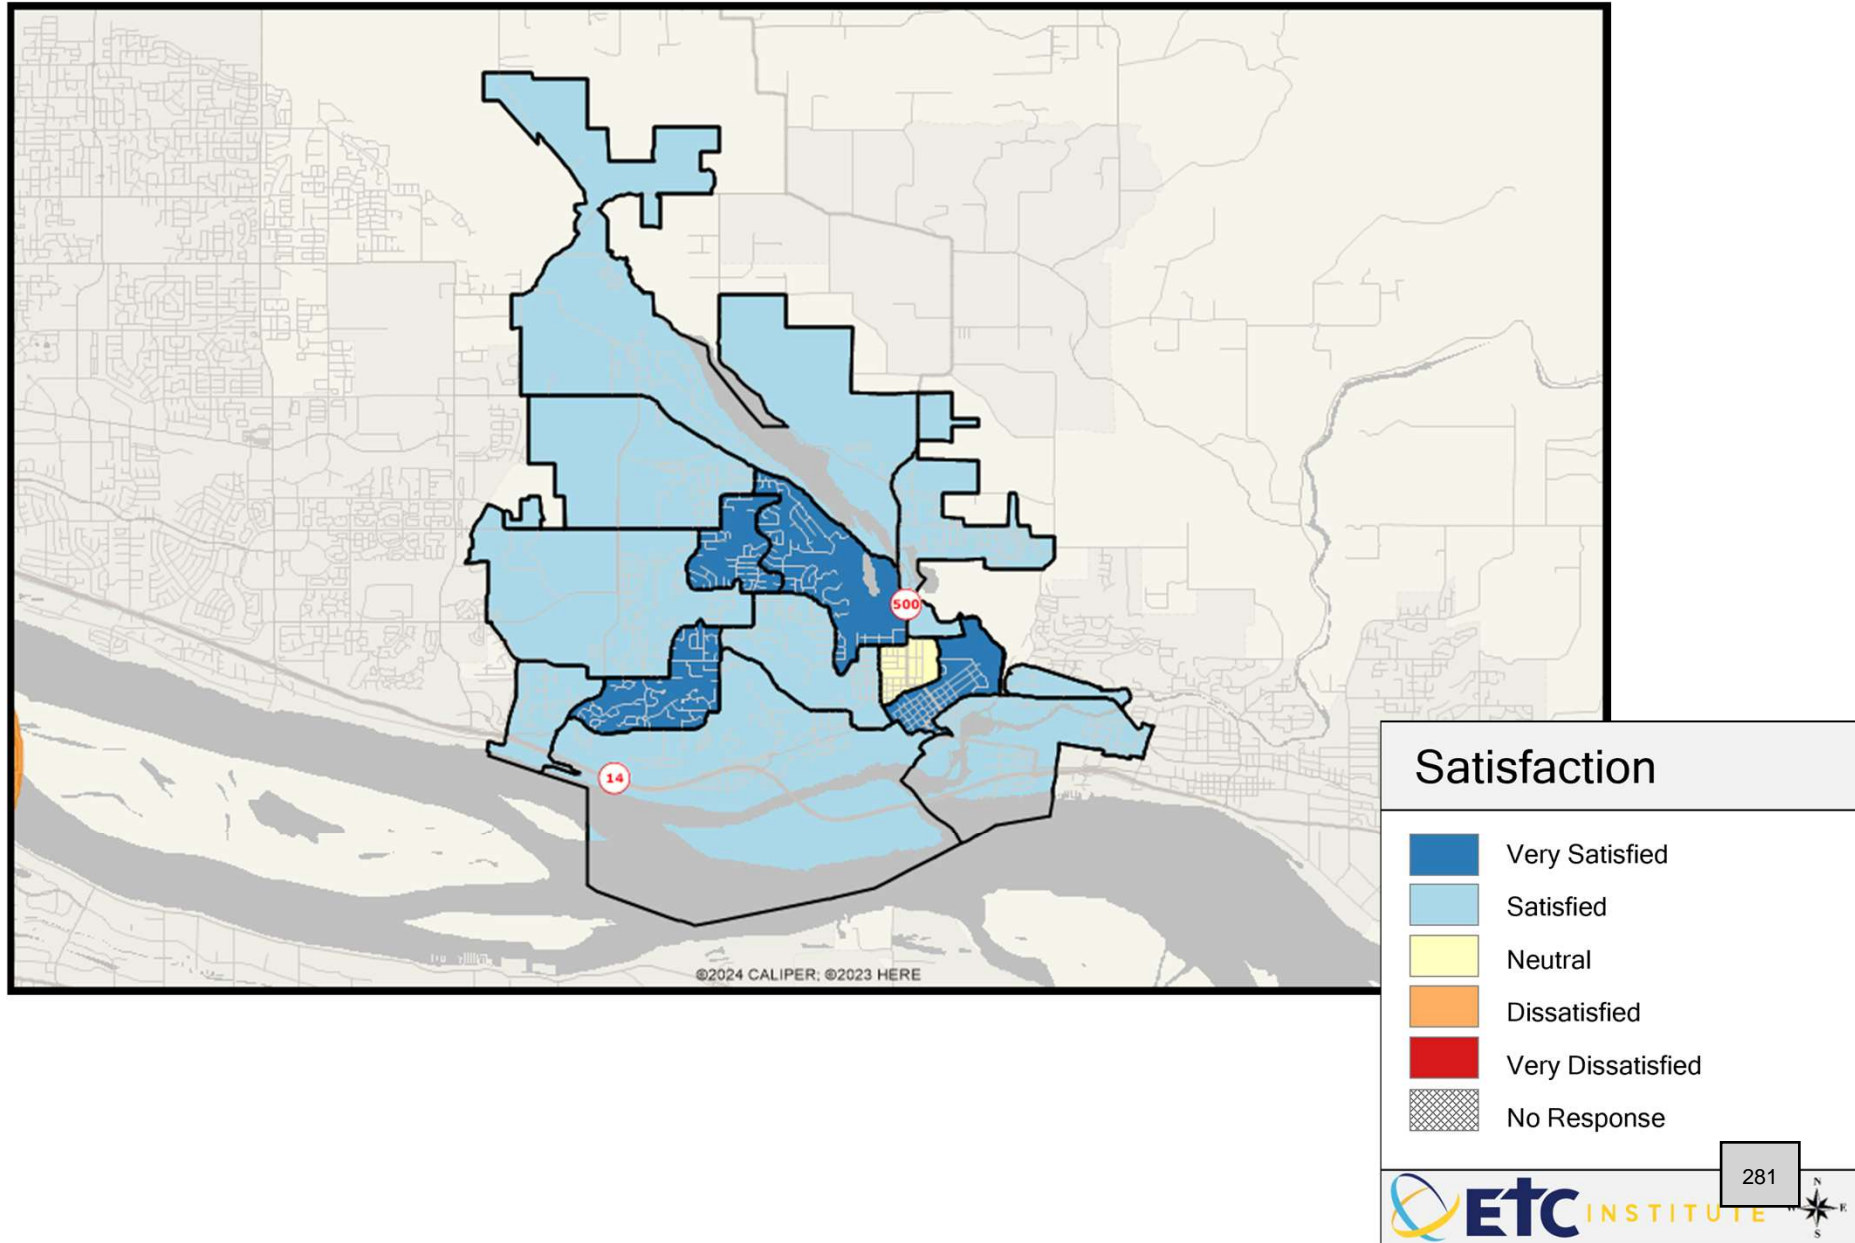 500
14
©2024 CALIPER; ©2023 HERE
Satisfaction
Very Satisfied
Satisfied
Neutral
Dissatisfied
Very Dissatisfied
No Response
281
ETC INSTITUTE
N
W E
S